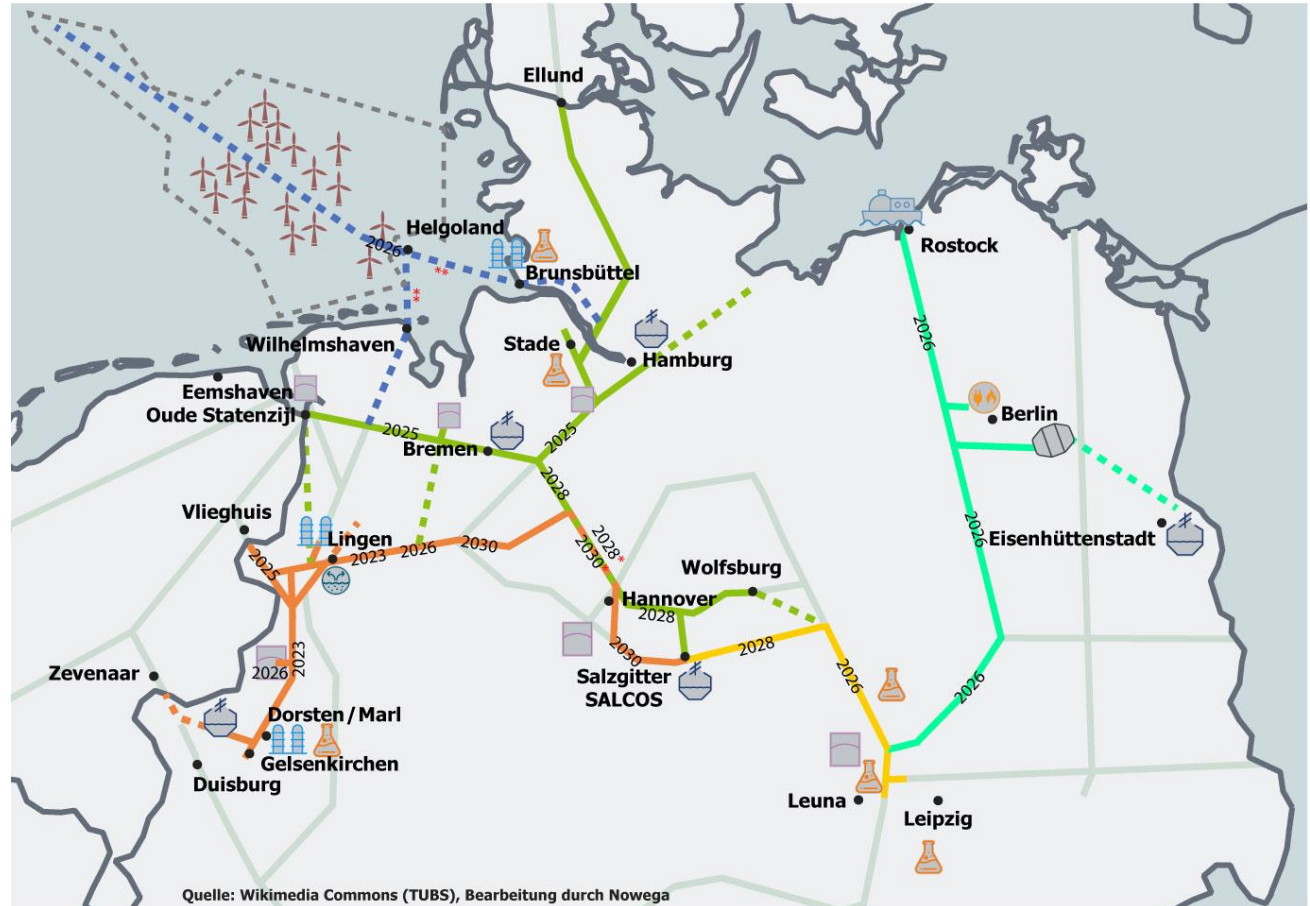 Ellund
Helgoland
2026
**
**
Brunsbüttel
Rostock
Wilhelmshaven
Stade
Hamburg
2026
Eemshaven
Oude Statenzijl
Berlin
2025
Bremen
2025
2028
Vlieghuis
Lingen
2023
2026
2030
2025
2028*
2030*
2026
Eisenhüttenstadt
Wolfsburg
Hannover
2028
2030
Salzgitter
SALCOS
2028
2026
2026
Zevenaar
2026
2023
Dorsten / Marl
Gelsenkirchen
Duisburg
Leuna
Leipzig
Quelle: Wikimedia Commons (TUBS), Bearbeitung durch Nowega